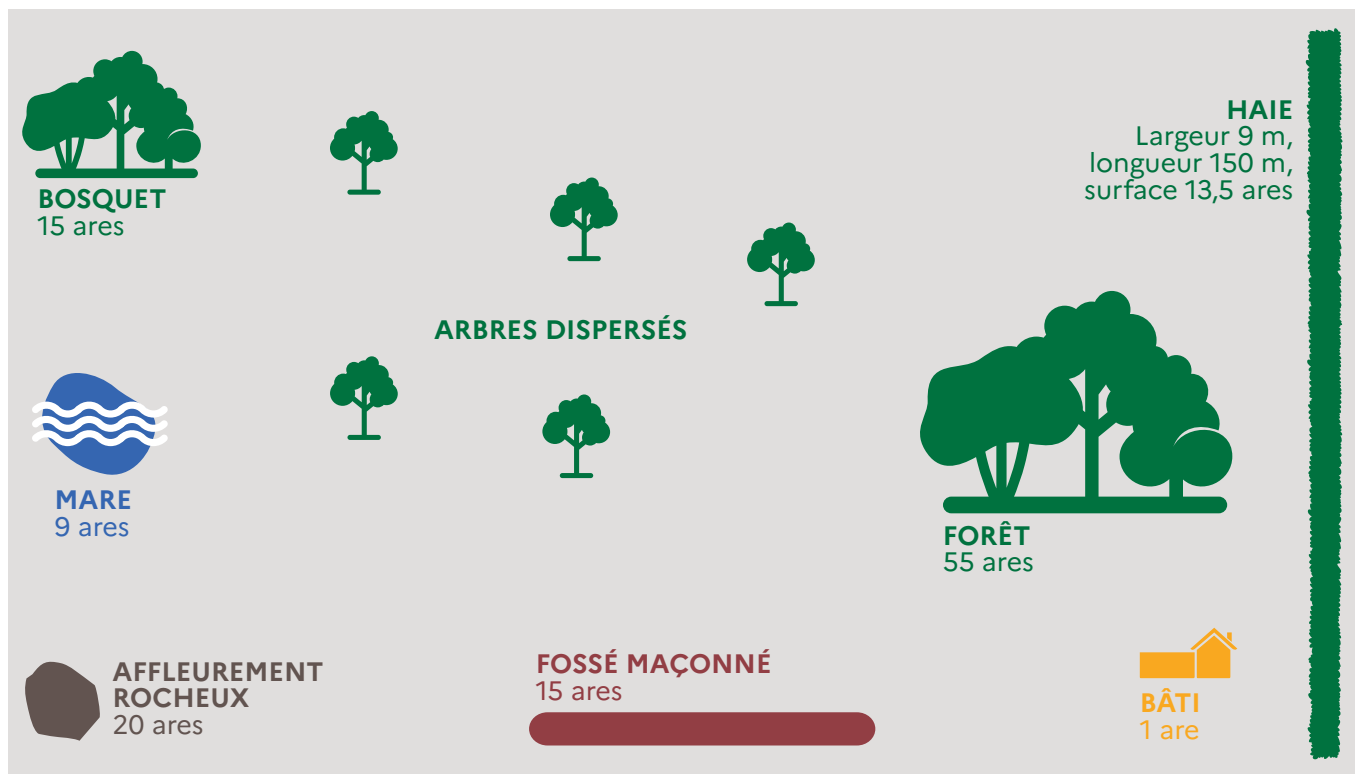 BOSQUET
15 ares
HAIE
Largeur 9 m,
longueur 150 m,
surface 13,5 ares
ARBRES DISPERSÉS
MARE
9 ares
FORÊT
55 ares
AFFLEUREMENT
ROCHEUX
20 ares
FOSSÉ MAÇONNÉ
15 ares
BÂTI
1 are